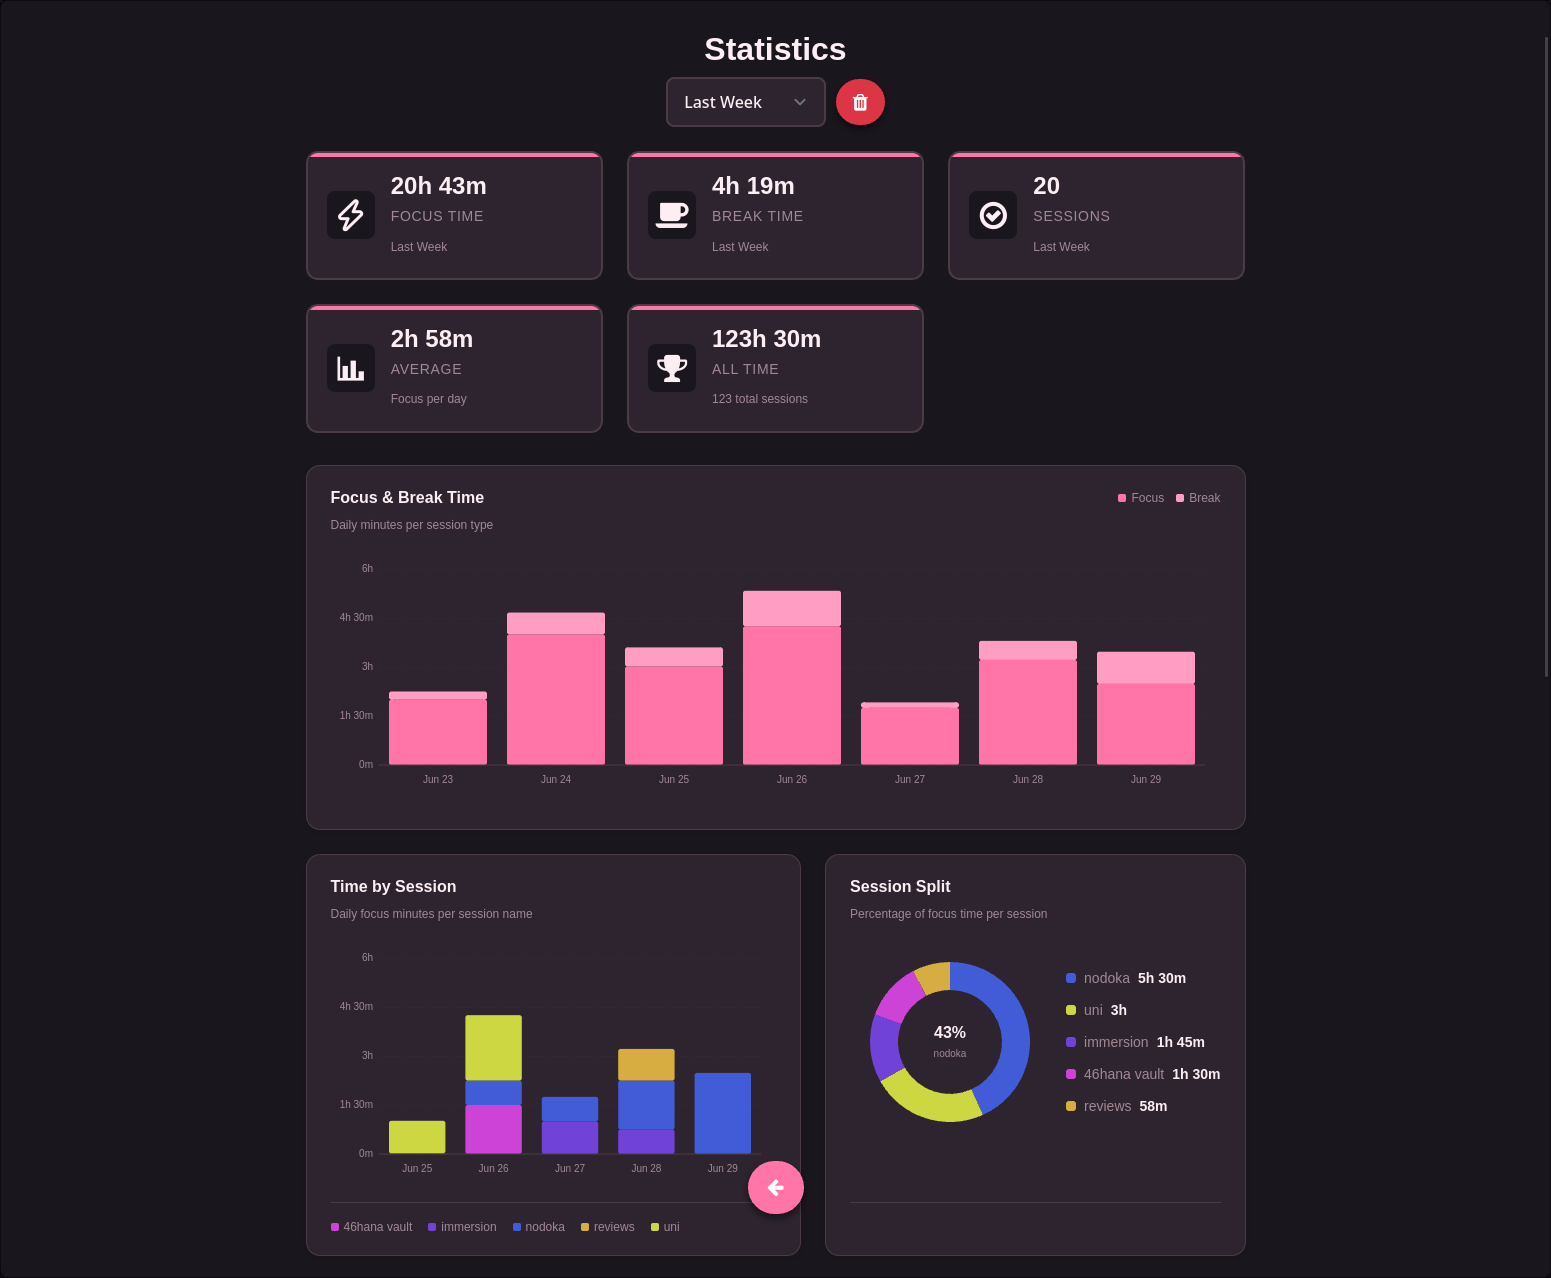 Statistics
Last Week
20h 43m
FOCUS TIME
Last Week
4h 19m
BREAK TIME
Last Week
20
SESSIONS
Last Week
2h 58m
AVERAGE
Focus per day
123h 30m
ALL TIME
123 total sessions
Focus & Break Time
Focus Break
Daily minutes per session type
6h
4h 30m
3h
1h 30m
0m
Jun 23 Jun 24 Jun 25 Jun 26 Jun 27 Jun 28 Jun 29
Time by Session
Daily focus minutes per session name
6h
4h 30m
3h
1h 30m
0m
Jun 25 Jun 26 Jun 27 Jun 28 Jun 29
46hana vault immersion nodoka reviews uni
Session Split
Percentage of focus time per session
43%
nodoka
nodoka 5h 30m
uni 3h
immersion 1h 45m
46hana vault 1h 30m
reviews 58m